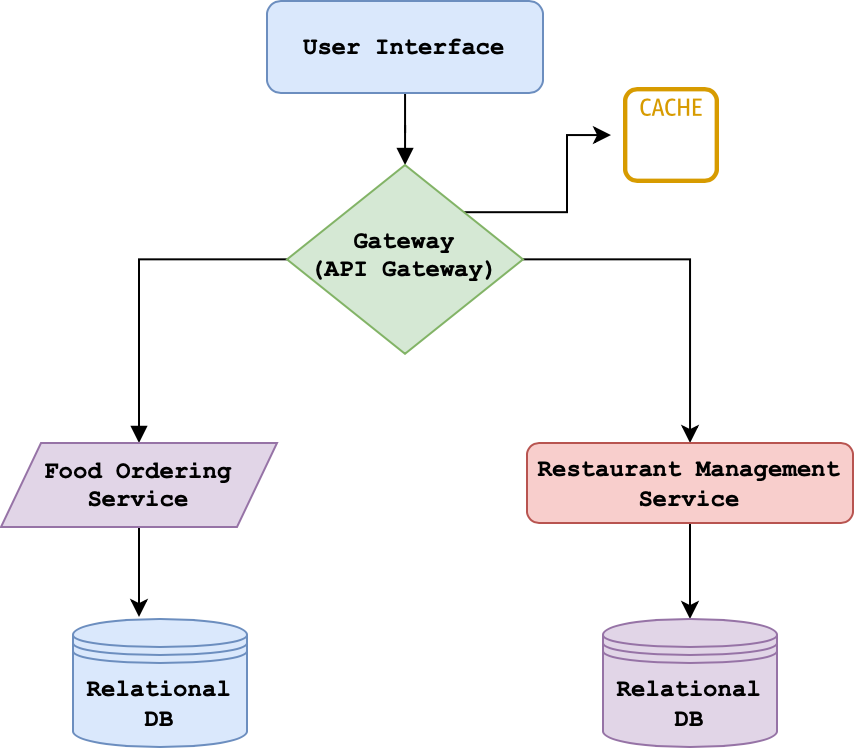 User Interface
CACHE
Gateway
(API Gateway)
Food Ordering
Service
Restaurant Management
Service
Relational
DB
Relational
DB